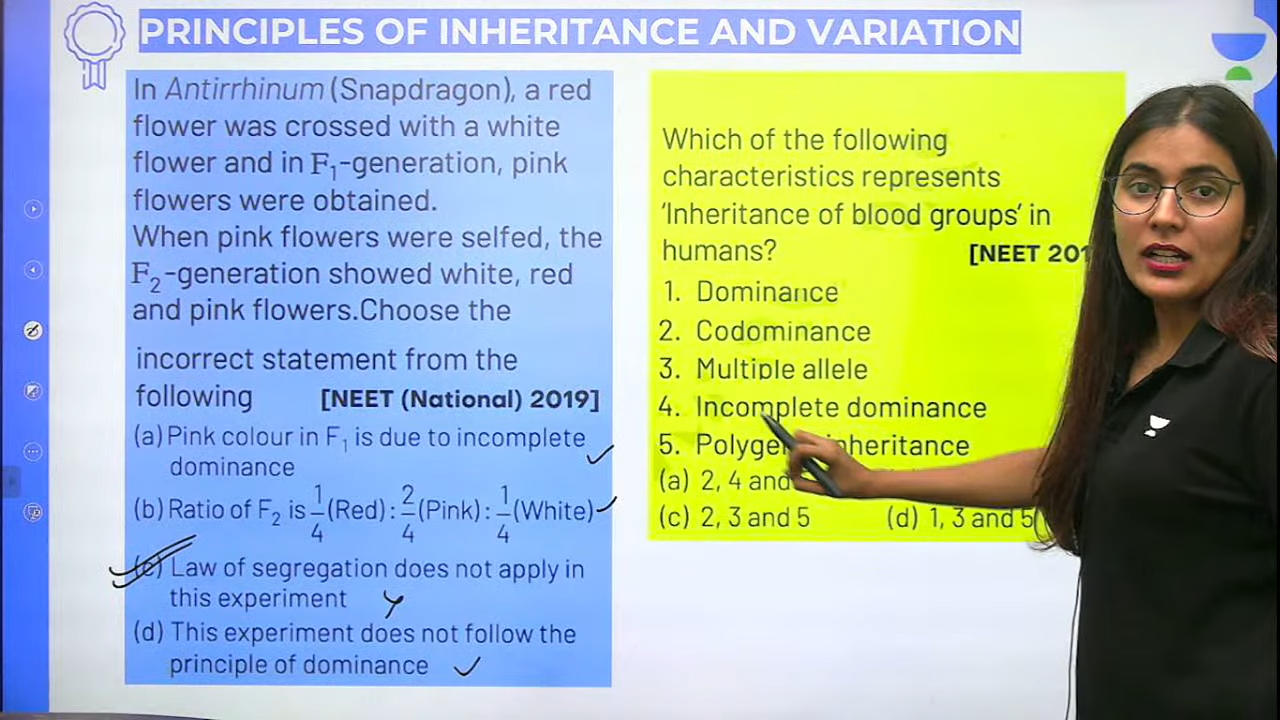 PRINCIPLES OF INHERITANCE AND VARIATION
In Antirrhinum (Snapdragon), a red
flower was crossed with a white
flower and in F₁-generation, pink
flowers were obtained.
When pink flowers were selfed, the
F₂-generation showed white, red
and pink flowers.Choose the
incorrect statement from the
following [NEET (National) 2019]
(a) Pink colour in F₁ is due to incomplete
dominance
(b) Ratio of F₂ is 1/4 (Red) : 2/4 (Pink) : 1/4 (White)
(c) Law of segregation does not apply in
this experiment
(d) This experiment does not follow the
principle of dominance
Which of the following
characteristics represents
'Inheritance of blood groups' in
humans? [NEET 201
1. Dominance
2. Codominance
3. Multiple allele
4. Incomplete dominance
5. inheritance
(a) 2, 4 and
(c) 2, 3 and 5 (d) 1, 3 and 5